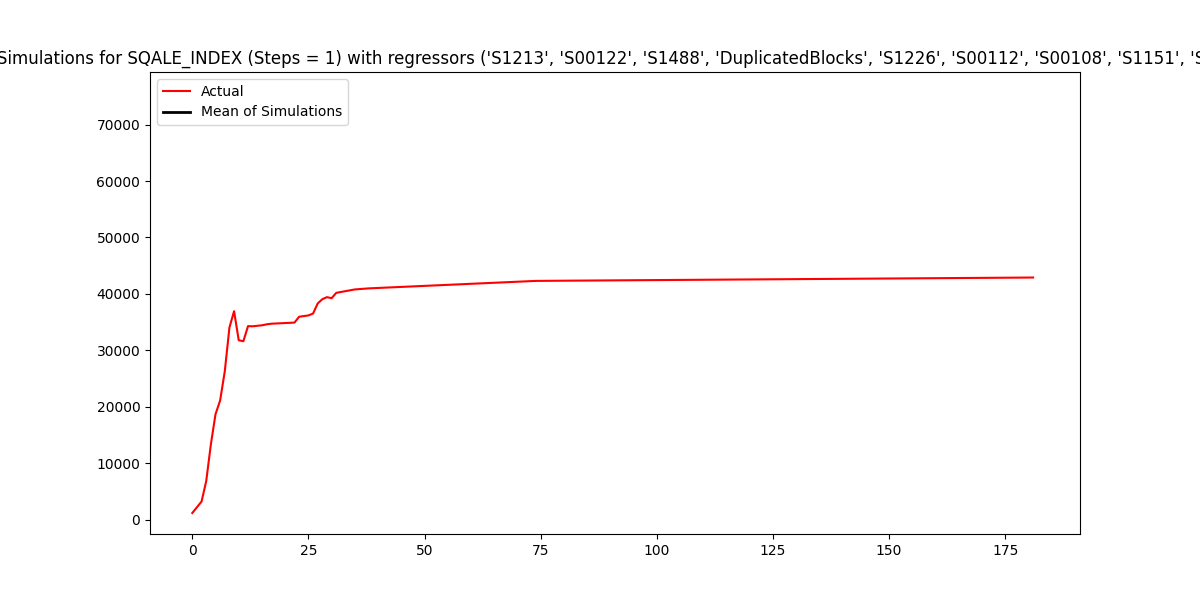 Simulations for SQALE_INDEX (Steps = 1) with regressors ('S1213', 'S00122', 'S1488', 'DuplicatedBlocks', 'S1226', 'S00112', 'S00108', 'S1151', 'S
Actual
Mean of Simulations
70000
60000
50000
40000
30000
20000
10000
0
0 25 50 75 100 125 150 175